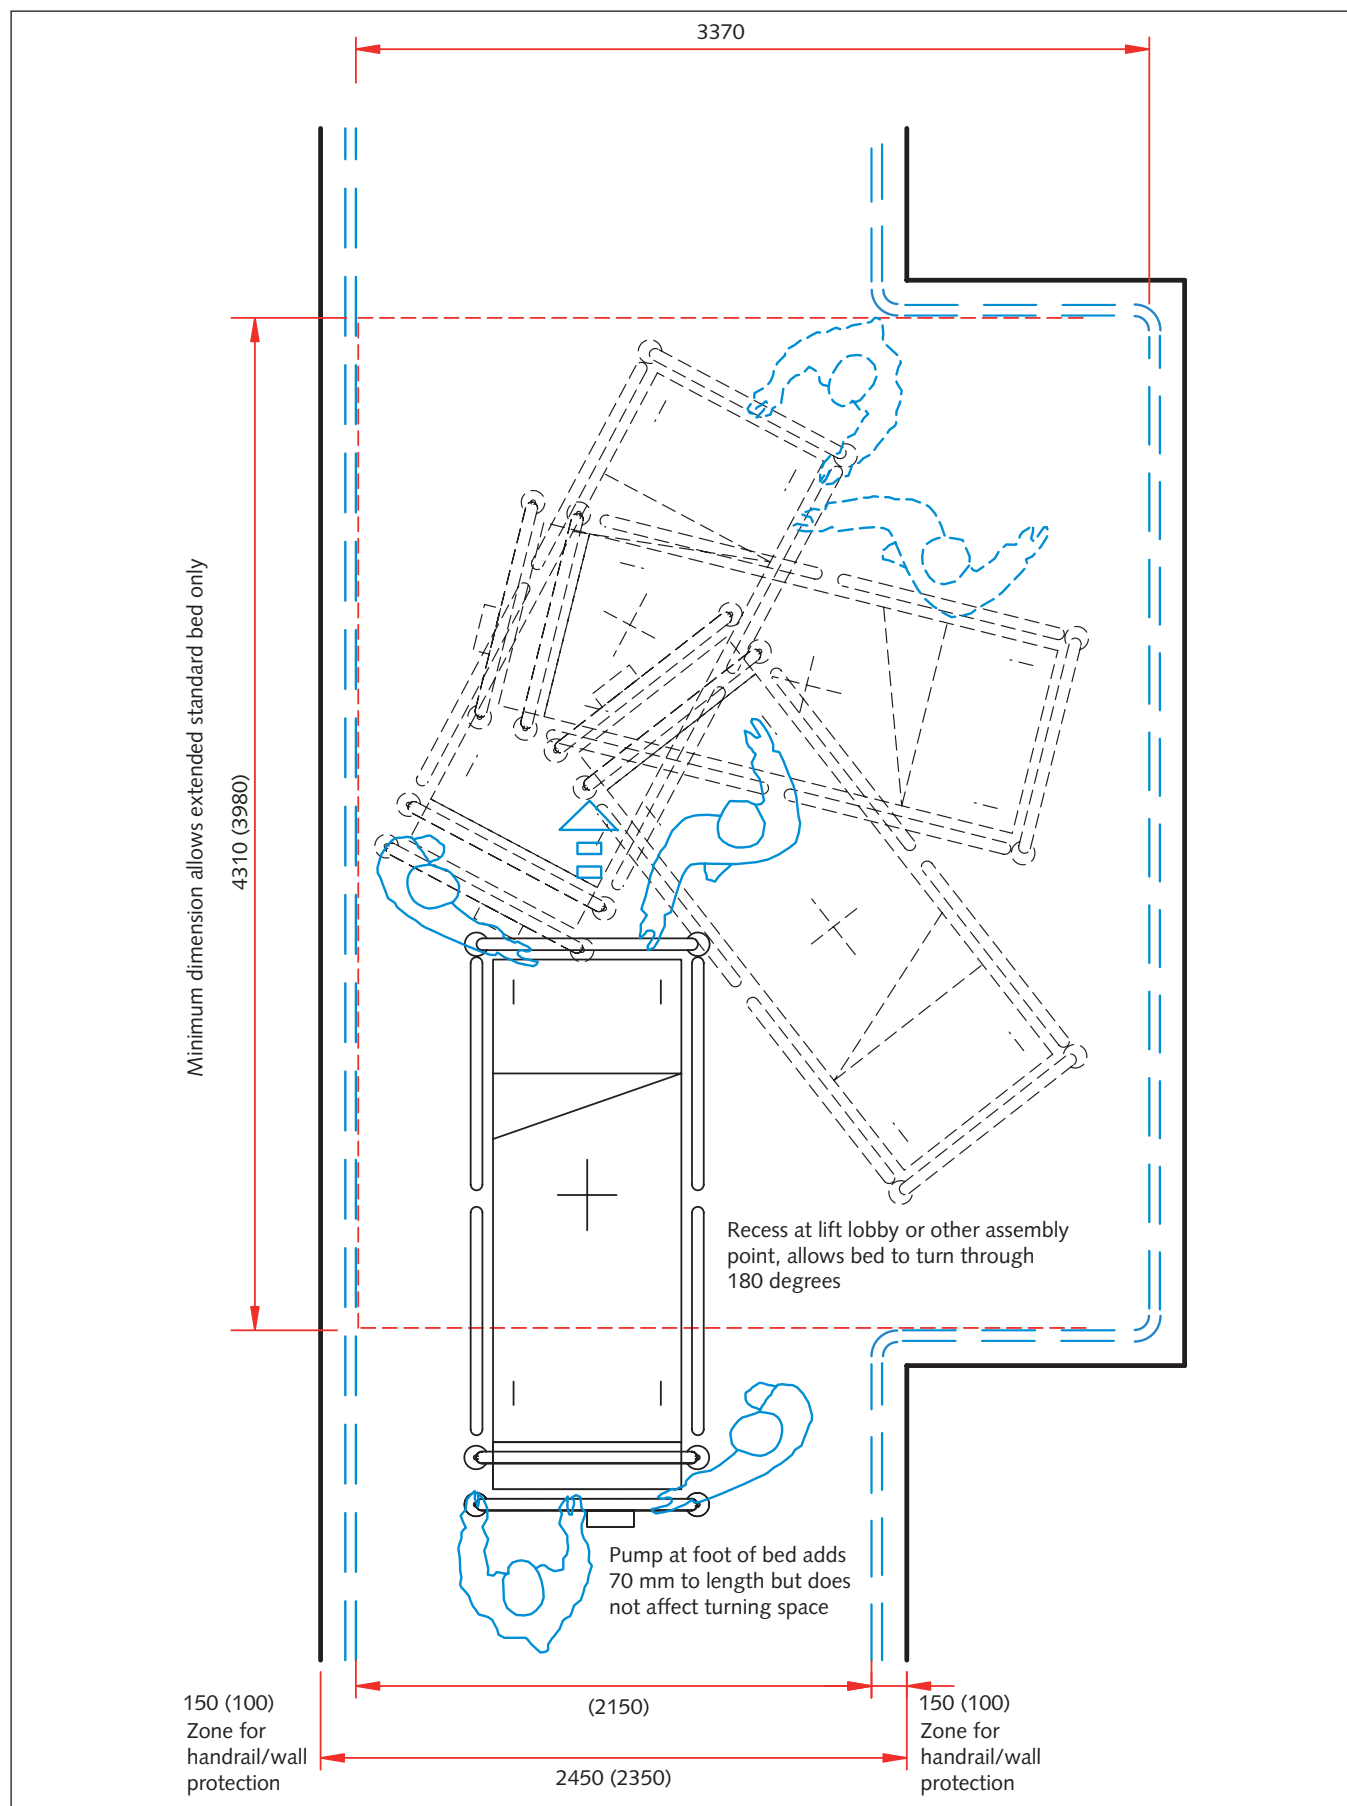 3370
Minimum dimension allows extended standard bed only
4310 (3980)
Recess at lift lobby or other assembly
point, allows bed to turn through
180 degrees
Pump at foot of bed adds
70 mm to length but does
not affect turning space
150 (100)
Zone for
handrail/wall
protection
(2150)
150 (100)
Zone for
handrail/wall
protection
2450 (2350)